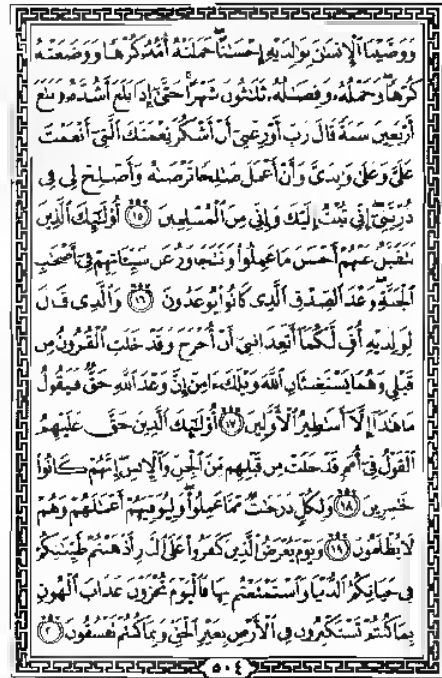 وَوَصَّيْنَا ٱلْإِنسَٰنَ بِوَٰلِدَيْهِ إِحْسَٰنًا حَمَلَتْهُ أُمُّهُۥ كُرْهًا وَوَضَعَتْهُ
كُرْهًا وَحَمْلُهُۥ وَفِصَٰلُهُۥ ثَلَٰثُونَ شَهْرًا حَتَّىٰٓ إِذَا بَلَغَ أَشُدَّهُۥ وَبَلَغَ
أَرْبَعِينَ سَنَةً قَالَ رَبِّ أَوْزِعْنِىٓ أَنْ أَشْكُرَ نِعْمَتَكَ ٱلَّتِىٓ أَنْعَمْتَ
عَلَىَّ وَعَلَىٰ وَٰلِدَىَّ وَأَنْ أَعْمَلَ صَٰلِحًا تَرْضَىٰهُ وَأَصْلِحْ لِى فِى
ذُرِّيَّتِىٓ إِنِّى تُبْتُ إِلَيْكَ وَإِنِّى مِنَ ٱلْمُسْلِمِينَ ١٥ أُو۟لَٰٓئِكَ ٱلَّذِينَ
نَتَقَبَّلُ عَنْهُمْ أَحْسَنَ مَا عَمِلُوا۟ وَنَتَجَاوَزُ عَن سَيِّـَٔاتِهِمْ فِىٓ أَصْحَٰبِ
ٱلْجَنَّةِ وَعْدَ ٱلصِّدْقِ ٱلَّذِى كَانُوا۟ يُوعَدُونَ ١٦ وَٱلَّذِى قَالَ
لِوَٰلِدَيْهِ أُفٍّ لَّكُمَآ أَتَعِدَانِنِىٓ أَنْ أُخْرَجَ وَقَدْ خَلَتِ ٱلْقُرُونُ مِن
قَبْلِى وَهُمَا يَسْتَغِيثَانِ ٱللَّهَ وَيْلَكَ ءَامِنْ إِنَّ وَعْدَ ٱللَّهِ حَقٌّ فَيَقُولُ
مَا هَٰذَآ إِلَّآ أَسَٰطِيرُ ٱلْأَوَّلِينَ ١٧ أُو۟لَٰٓئِكَ ٱلَّذِينَ حَقَّ عَلَيْهِمُ
ٱلْقَوْلُ فِىٓ أُمَمٍ قَدْ خَلَتْ مِن قَبْلِهِم مِّنَ ٱلْجِنِّ وَٱلْإِنسِ إِنَّهُمْ كَانُوا۟
خَٰسِرِينَ ١٨ وَلِكُلٍّ دَرَجَٰتٌ مِّمَّا عَمِلُوا۟ وَلِيُوَفِّيَهُمْ أَعْمَٰلَهُمْ وَهُمْ
لَا يُظْلَمُونَ ١٩ وَيَوْمَ يُعْرَضُ ٱلَّذِينَ كَفَرُوا۟ عَلَى ٱلنَّارِ أَذْهَبْتُمْ طَيِّبَٰتِكُمْ
فِى حَيَاتِكُمُ ٱلدُّنْيَا وَٱسْتَمْتَعْتُم بِهَا فَٱلْيَوْمَ تُجْزَوْنَ عَذَابَ ٱلْهُونِ
بِمَا كُنتُمْ تَسْتَكْبِرُونَ فِى ٱلْأَرْضِ بِغَيْرِ ٱلْحَقِّ وَبِمَا كُنتُمْ تَفْسُقُونَ ٢٠
٥٠٤